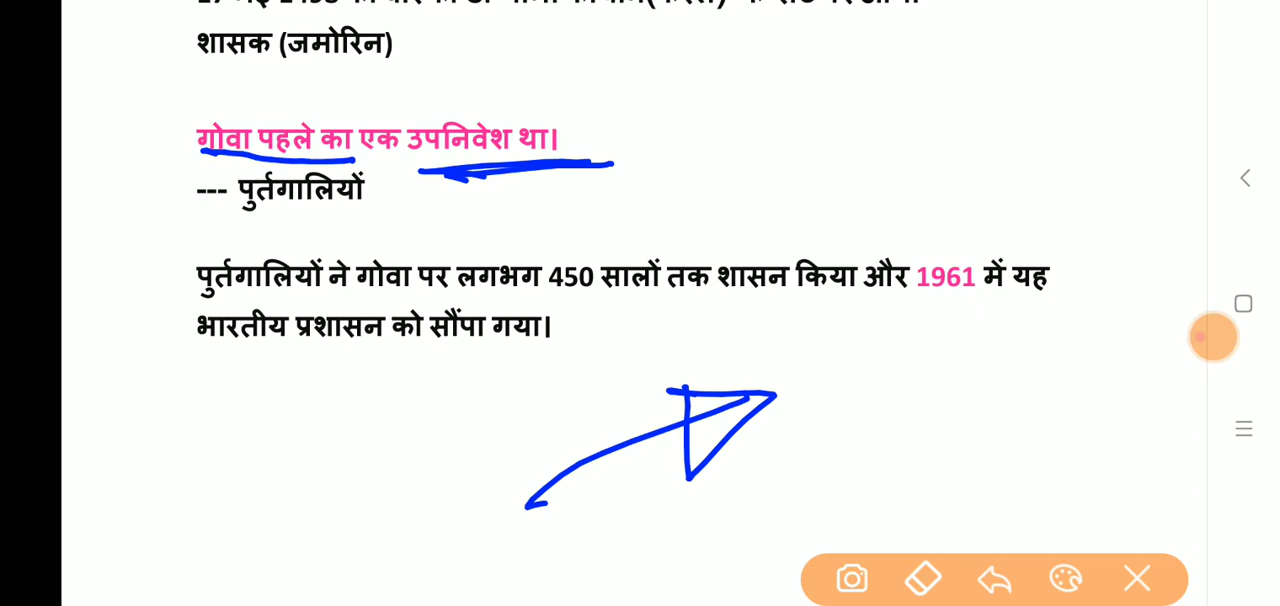 शासक (जमोरिन)
गोवा पहले का एक उपनिवेश था।
--- पुर्तगालियों
पुर्तगालियों ने गोवा पर लगभग 450 सालों तक शासन किया और 1961 में यह
भारतीय प्रशासन को सौंपा गया।